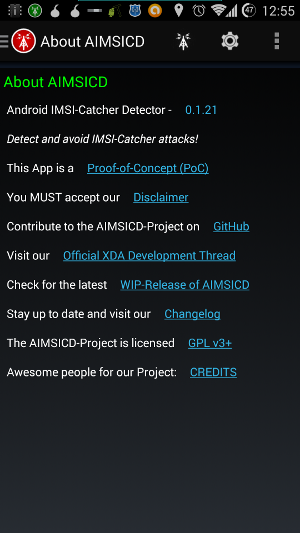 47 12:55
About AIMSICD
About AIMSICD
Android IMSI-Catcher Detector - 0.1.21
Detect and avoid IMSI-Catcher attacks!
This App is a Proof-of-Concept (PoC)
You MUST accept our Disclaimer
Contribute to the AIMSICD-Project on GitHub
Visit our Official XDA Development Thread
Check for the latest WIP-Release of AIMSICD
Stay up to date and visit our Changelog
The AIMSICD-Project is licensed GPL v3+
Awesome people for our Project: CREDITS